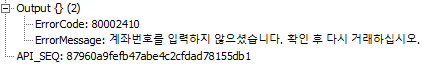 Output {} (2)
ErrorCode: 80002410
ErrorMessage: 계좌번호를 입력하지 않으셨습니다. 확인 후 다시 거래하십시오.
API_SEQ: 87960a9fefb47abe4c2cfdad78155db1